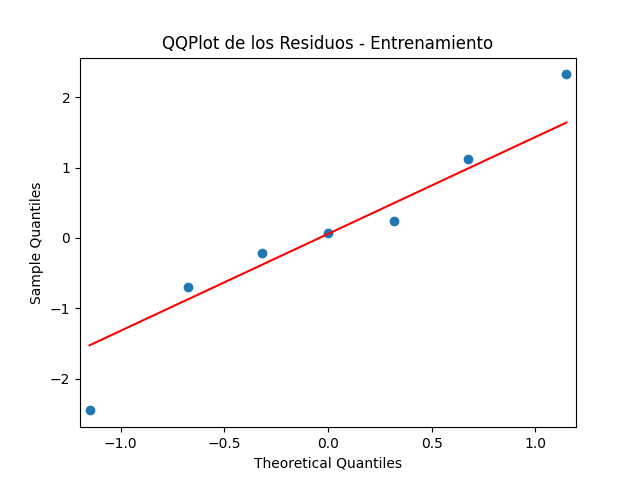 QQPlot de los Residuos - Entrenamiento
2
1
0
−1
−2
Sample Quantiles
−1.0 −0.5 0.0 0.5 1.0
Theoretical Quantiles